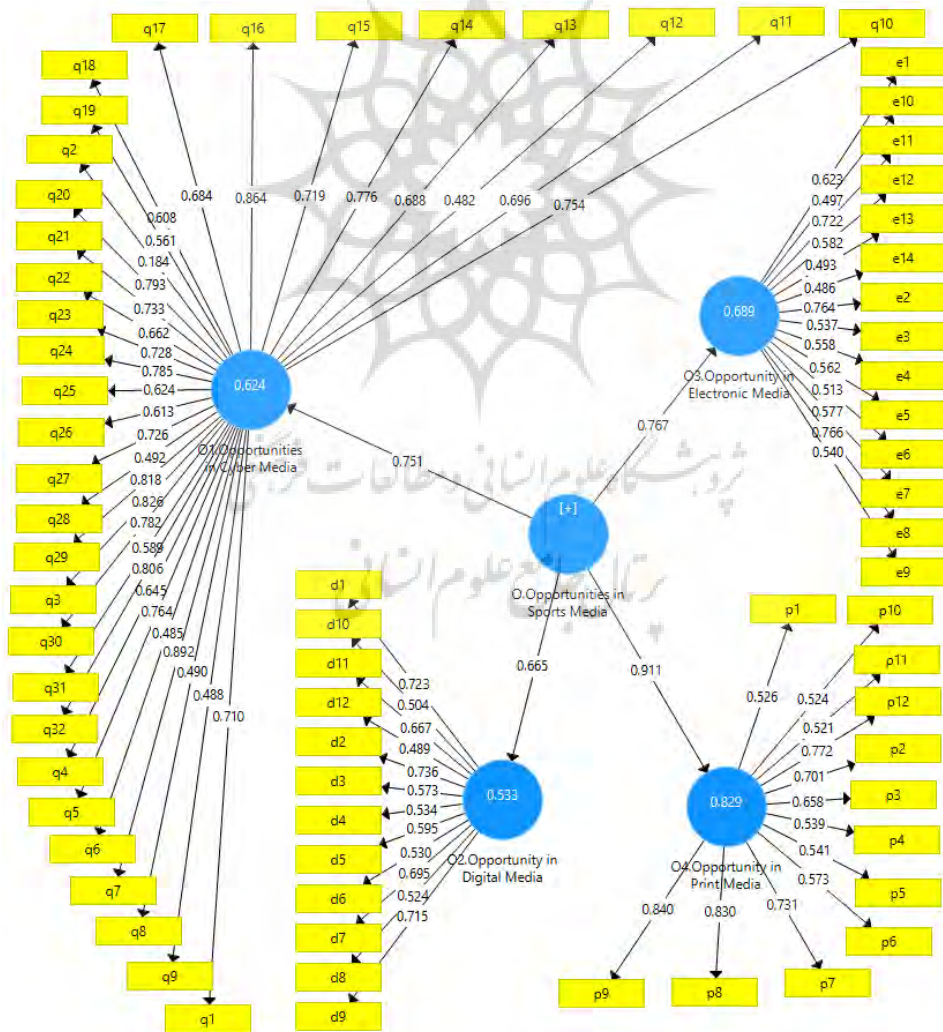 q17
q16
q15
q14
q13
q12
q11
q10
q18
q19
q2
q20
q21
q22
q23
q24
q25
q26
q27
q28
q29
q3
q30
q31
q32
q4
q5
q6
q7
q8
q9
q1
0.684
0.864
0.719
0.776
0.688
0.482
0.696
0.754
0.608
0.561
0.184
0.793
0.733
0.662
0.728
0.785
0.624
0.613
0.726
0.492
0.818
0.826
0.782
0.589
0.806
0.645
0.764
0.485
0.892
0.490
0.488
0.710
0.624
O1.Opportunities
in Cyber Media
0.751
e1
e10
e11
e12
e13
e14
e2
e3
e4
e5
e6
e7
e8
e9
0.623
0.497
0.722
0.582
0.493
0.486
0.764
0.537
0.558
0.562
0.513
0.577
0.766
0.540
0.689
O3.Opportunity in
Electronic Media
0.767
[+]
O.Opportunities in
Sports Media
پژوهشگاه علوم انسانی و مطالعات فرهنگی
پرتال جامع علوم انسانی
0.665
0.911
d1
d10
d11
d12
d2
d3
d4
d5
d6
d7
d8
d9
0.723
0.504
0.667
0.489
0.736
0.573
0.534
0.595
0.530
0.695
0.524
0.715
0.533
O2.Opportunity in
Digital Media
p1
p10
p11
p12
p2
p3
p4
p5
p6
p7
p8
p9
0.526
0.524
0.521
0.772
0.701
0.658
0.539
0.541
0.573
0.731
0.830
0.840
0.829
O4.Opportunity in
Print Media